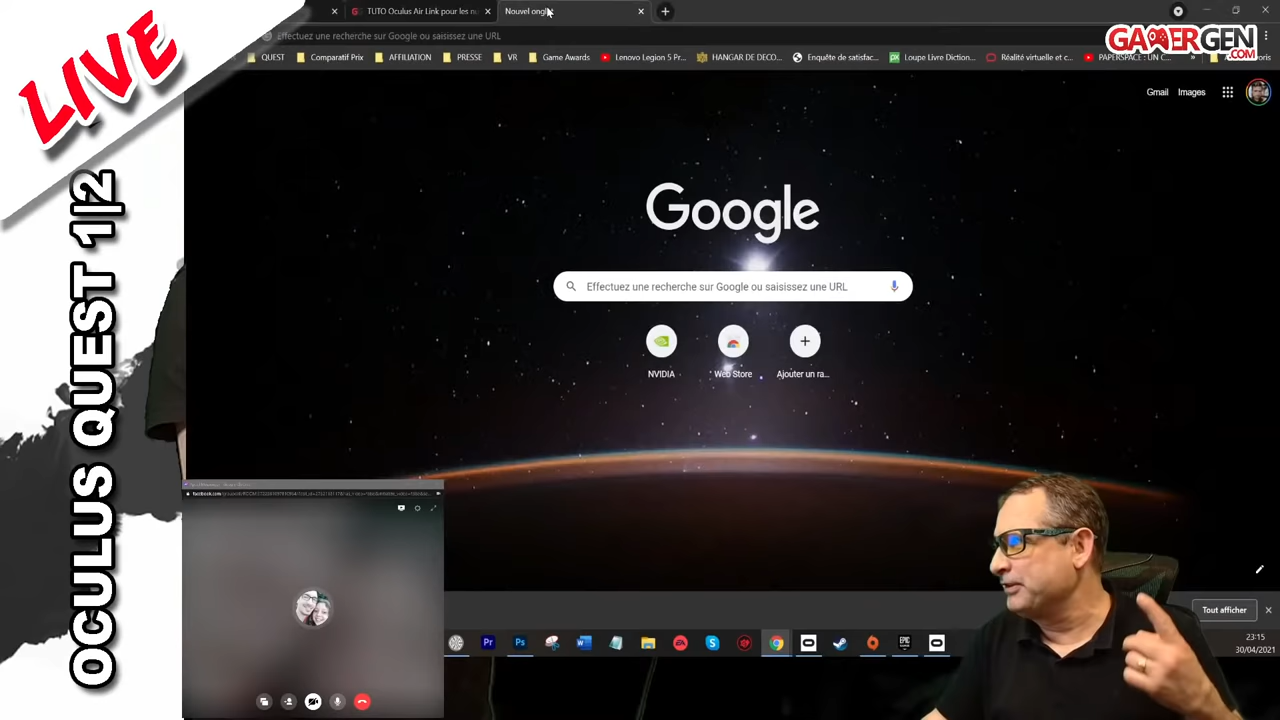 LIVE
OCULUS QUEST 1|2
TUTO Oculus Air Link pour les n
Nouvel ongl
Effectuez une recherche sur Google ou saisissez une URL
QUEST
Comparatif Prix
AFFILIATION
PRESSE
VR
Game Awards
Lenovo Legion 5 Pr...
HANGAR DE DECO...
Enquête de satisfac...
Loupe Livre Diction...
Réalité virtuelle et c...
PAPERSPACE : UN C...
»
GAMERGEN
.COM
Gmail
Images
Google
Effectuez une recherche sur Google ou saisissez une URL
NVIDIA
Web Store
Ajouter un ra...
Tout afficher
23:15
30/04/2021